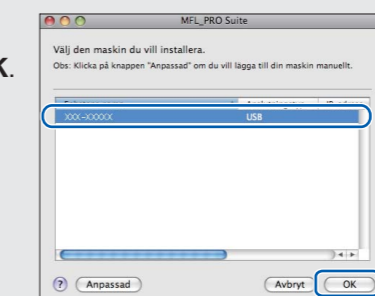 K.
MFL_PRO Suite
Välj den maskin du vill installera.
Obs: Klicka på knappen "Anpassad" om du vill lägga till din maskin manuellt.
XXX-XXXXX USB
? Anpassad Avbryt OK